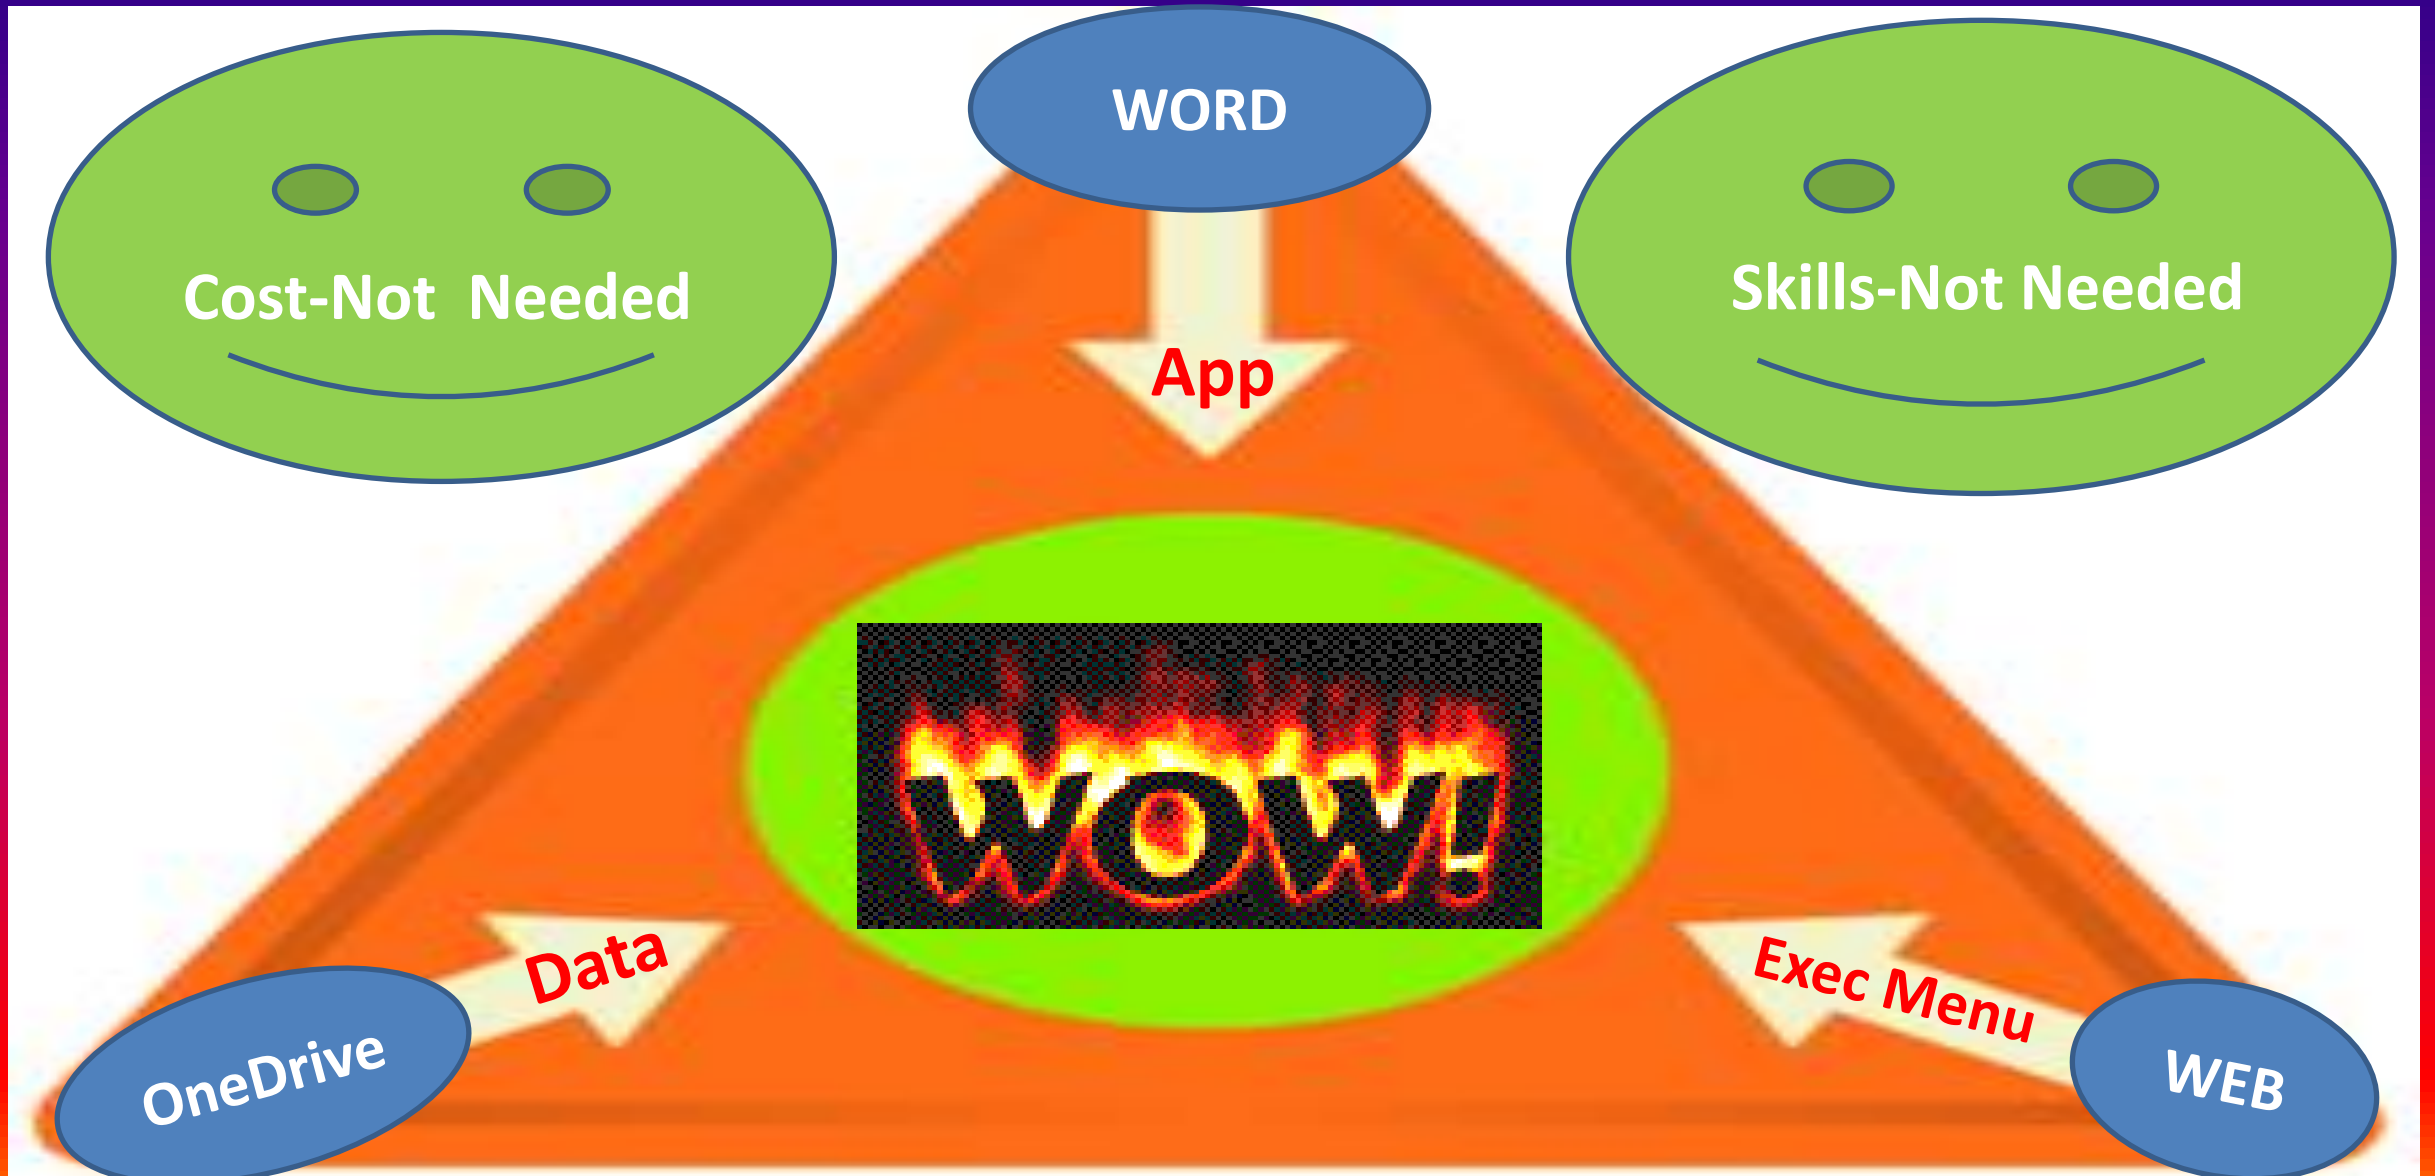 WORD
Cost-Not  Needed
Skills-Not Needed
App
WOW!
Data
Exec Menu
OneDrive
WEB